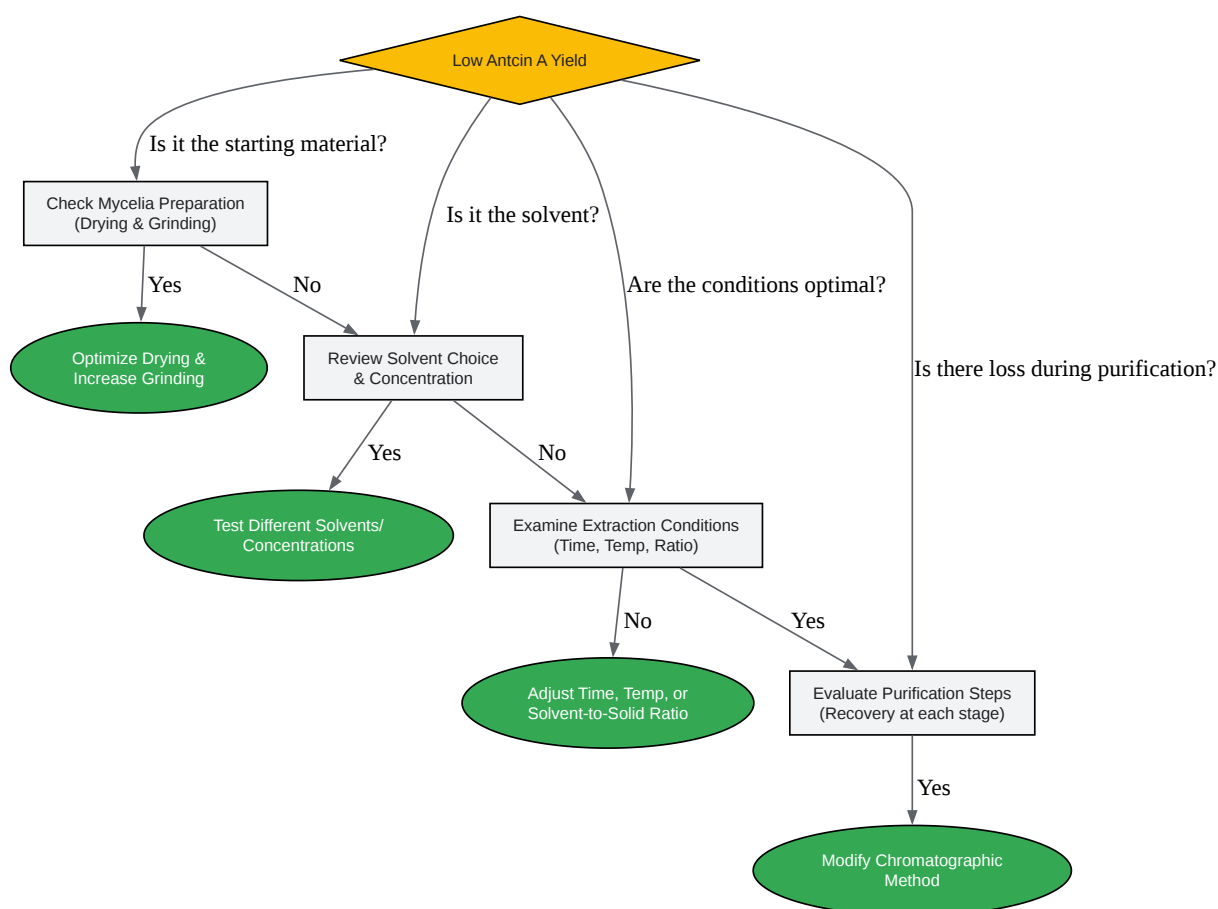 Low Antcin A Yield
Is it the starting material?
Check Mycelia Preparation
(Drying & Grinding)
Is it the solvent?
Yes
No
Are the conditions optimal?
Optimize Drying &
Increase Grinding
Review Solvent Choice
& Concentration
Is there loss during purification?
Yes
No
Test Different Solvents/
Concentrations
Examine Extraction Conditions
(Time, Temp, Ratio)
No
Yes
Adjust Time, Temp, or
Solvent-to-Solid Ratio
Evaluate Purification Steps
(Recovery at each stage)
Yes
Modify Chromatographic
Method